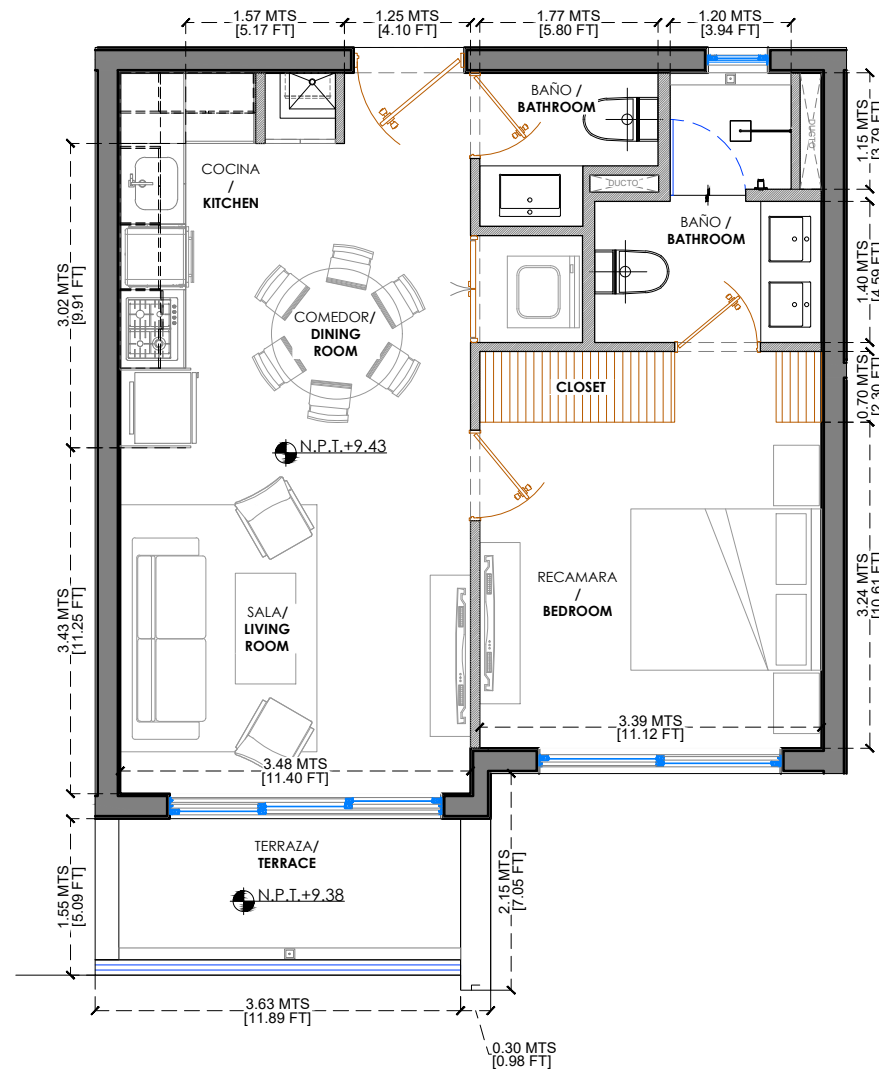 1.57 MTS
[5.17 FT]
1.25 MTS
[4.10 FT]
1.77 MTS
[5.80 FT]
1.20 MTS
[3.94 FT]
BAÑO /
BATHROOM
1.15 MTS
[3.79 FT]
DUCTO
COCINA
/
KITCHEN
DUCTO
BAÑO /
BATHROOM
1.40 MTS
[4.59 FT]
3.02 MTS
[9.91 FT]
COMEDOR/
DINING
ROOM
0.70 MTS
[2.30 FT]
CLOSET
N.P.T.+9.43
3.43 MTS
[11.25 FT]
SALA/
LIVING
ROOM
RECAMARA
/
BEDROOM
3.24 MTS
[10.61 FT]
3.39 MTS
[11.12 FT]
3.48 MTS
[11.40 FT]
TERRAZA/
TERRACE
N.P.T.+9.38
1.55 MTS
[5.09 FT]
2.15 MTS
[7.05 FT]
3.63 MTS
[11.89 FT]
0.30 MTS
[0.98 FT]